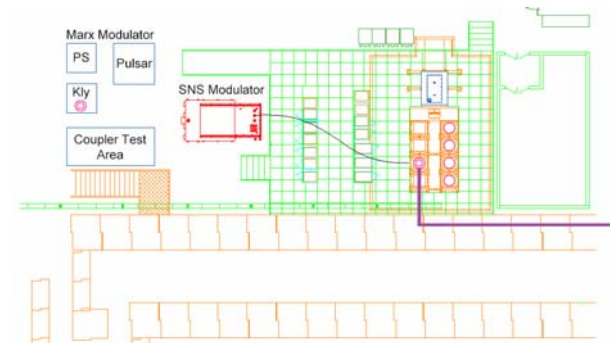 Marx Modulator
PS
Pulsar
Kly
SNS Modulator
Coupler Test
Area